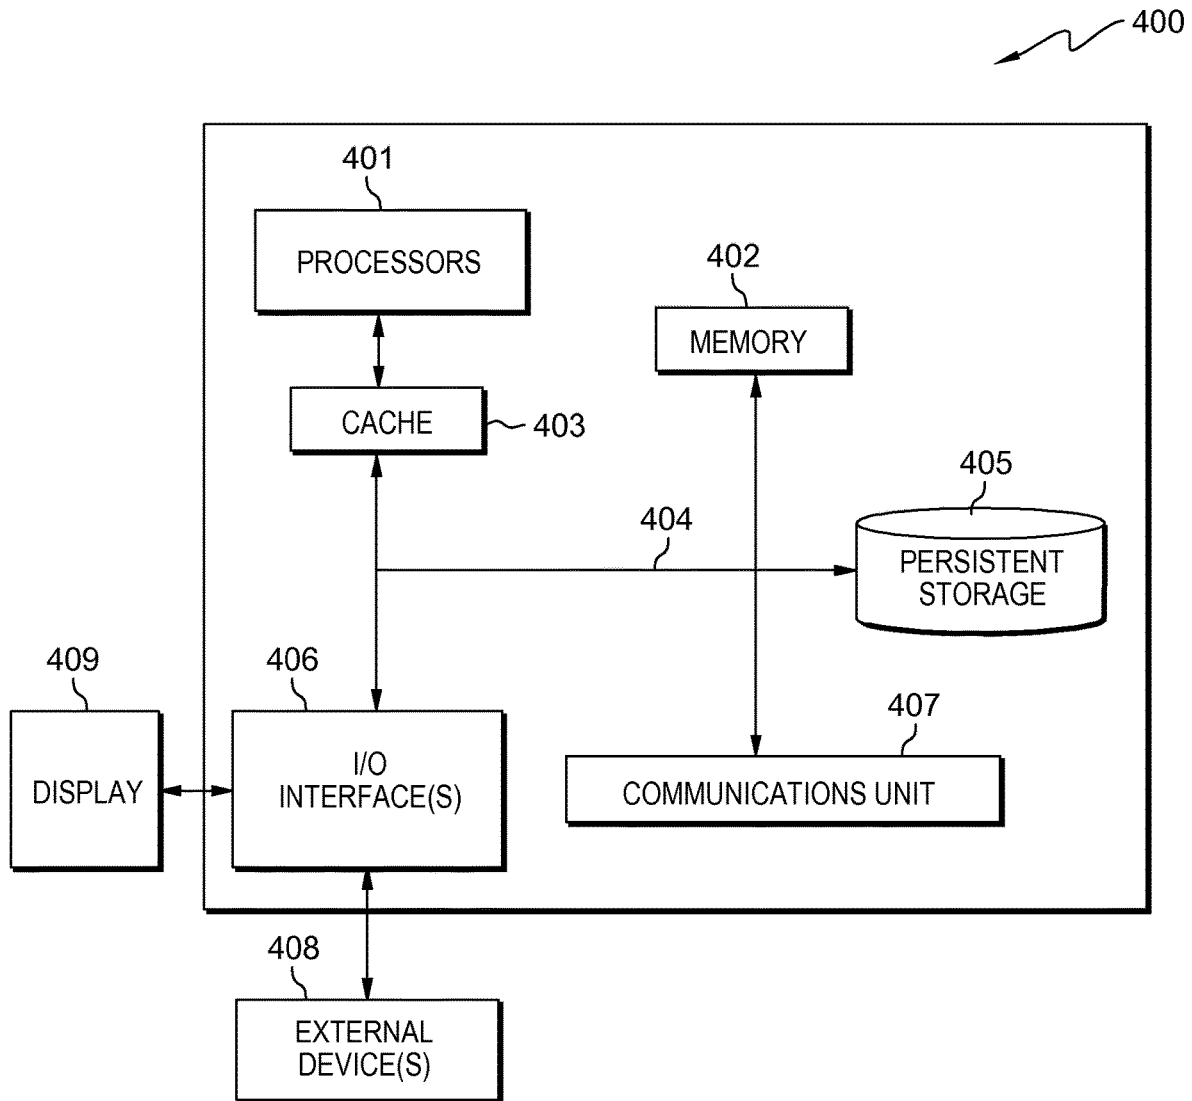 400
401
PROCESSORS
402
MEMORY
CACHE
403
405
404
PERSISTENT
STORAGE
409
406
407
I/O
INTERFACE(S)
DISPLAY
COMMUNICATIONS UNIT
408
EXTERNAL
DEVICE(S)